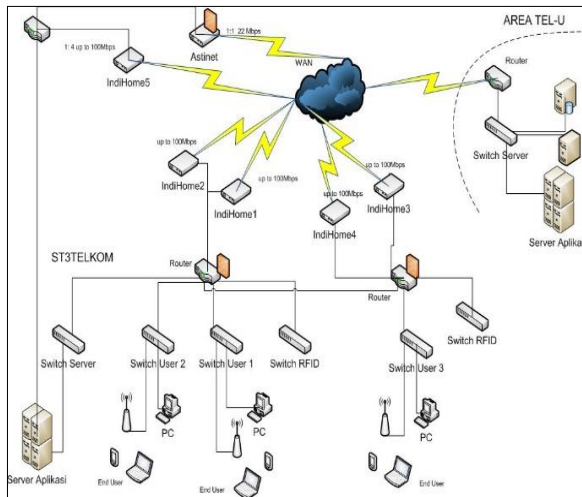 AREA TEL-U
1:1 22 Mbps
Astinet
1: 4 up to 100Mbps
IndiHome5
WAN
Router
Switch Server
up to 100Mbps
IndiHome2
up to 100Mbps
IndiHome1
up to 100Mbps
IndiHome3
up to 100Mbps
IndiHome4
Server Aplikasi
ST3TELKOM
Router
Router
Switch RFID
Switch Server
Switch User 2
Switch User 1
Switch RFID
Switch User 3
PC
PC
PC
Server Aplikasi
End User
End User
End User
End User